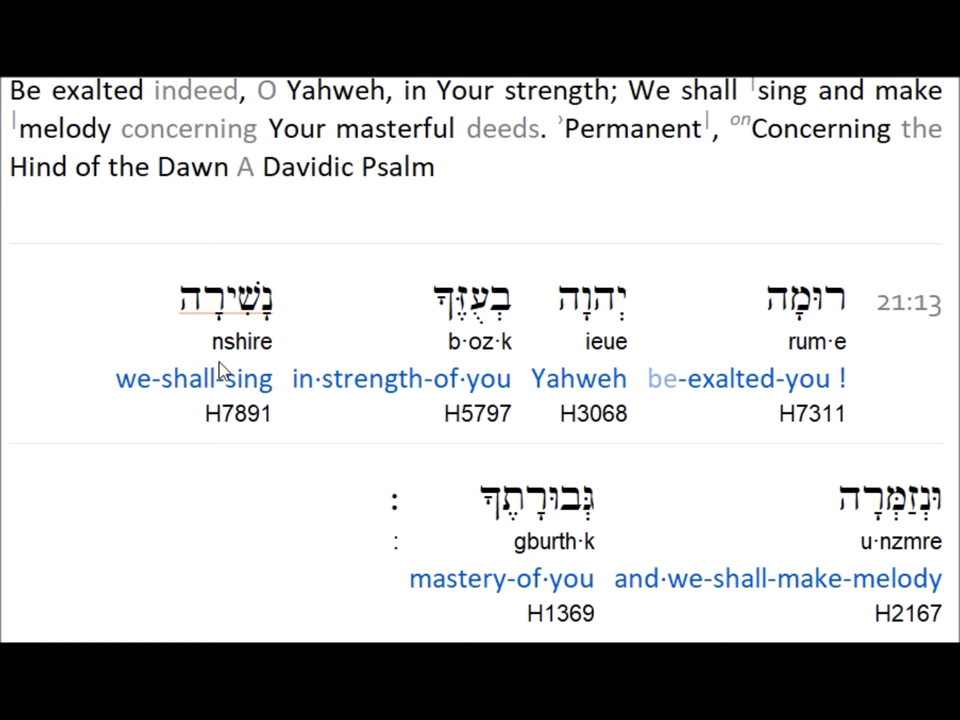 Be exalted indeed, O Yahweh, in Your strength; We shall |sing and make
|melody concerning Your masterful deeds. ›Permanent|, onConcerning the
Hind of the Dawn A Davidic Psalm
21:13 רוּמָה יְהוָה בְעֻזֶּךָ נָשִׁירָה
nshire b·oz·k ieue rum·e
we-shall-sing in·strength-of·you Yahweh be-exalted-you !
H7891 H5797 H3068 H7311
וּנְזַמְּרָה גְּבוּרָתֶךָ :
: gburth·k u·nzmre
mastery-of·you and·we-shall-make-melody
H1369 H2167